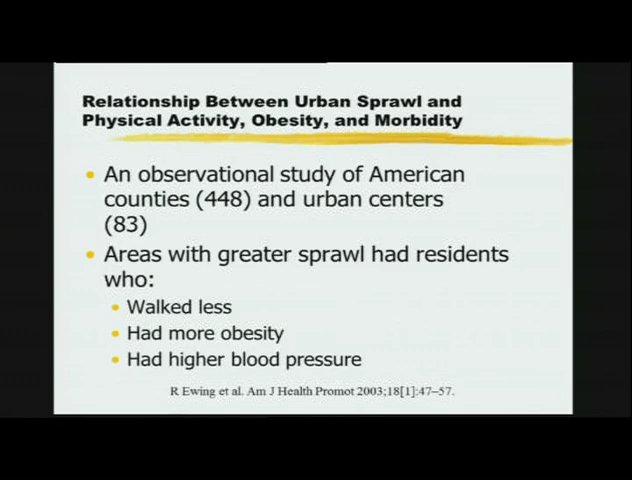 Relationship Between Urban Sprawl and
Physical Activity, Obesity, and Morbidity
• An observational study of American
counties (448) and urban centers
(83)
• Areas with greater sprawl had residents
who:
• Walked less
• Had more obesity
• Had higher blood pressure
R Ewing et al. Am J Health Promot 2003;18[1]:47–57.